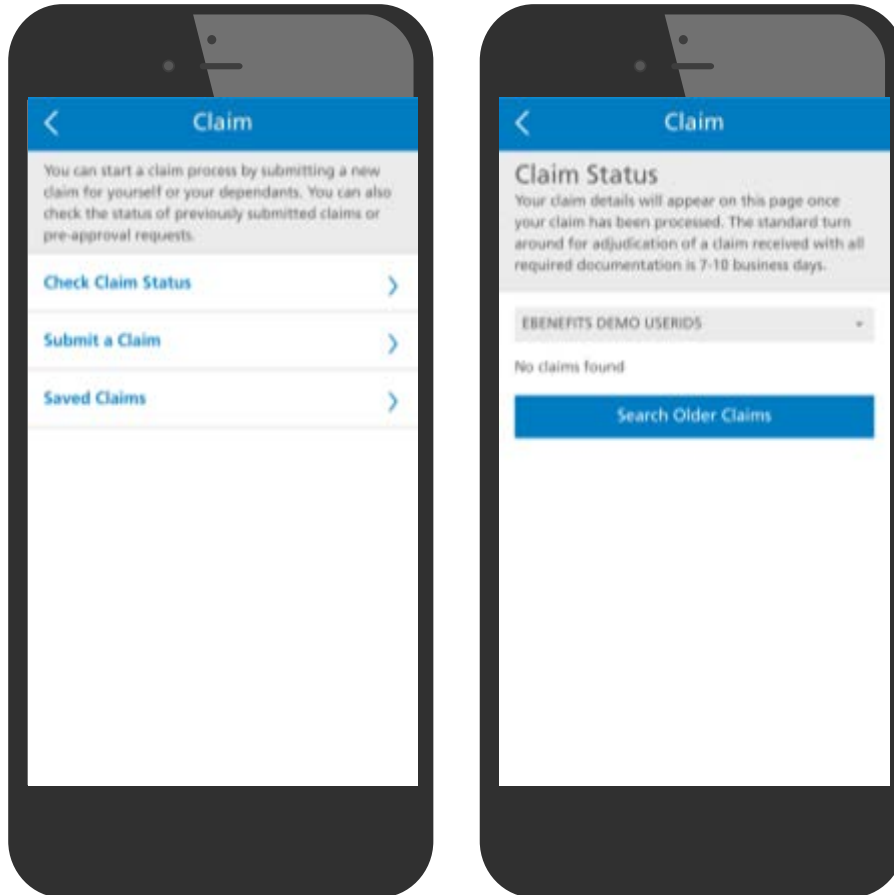 Claim
You can start a claim process by submitting a new
claim for yourself or your dependants. You can also
check the status of previously submitted claims or
pre-approval requests.
Check Claim Status
Submit a Claim
Saved Claims
Claim
Claim Status
Your claim details will appear on this page once
your claim has been processed. The standard turn
around for adjudication of a claim received with all
required documentation is 7-10 business days.
EBENEFITS DEMO USERIDS
No claims found
Search Older Claims